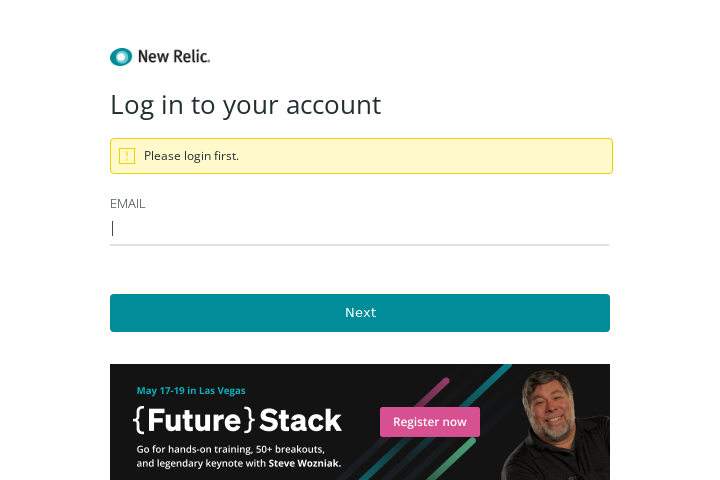 New Relic.
Log in to your account
Please login first.
EMAIL
Next
May 17-19 in Las Vegas
{Future}Stack
Register now
Go for hands-on training, 50+ breakouts,
and legendary keynote with Steve Wozniak.